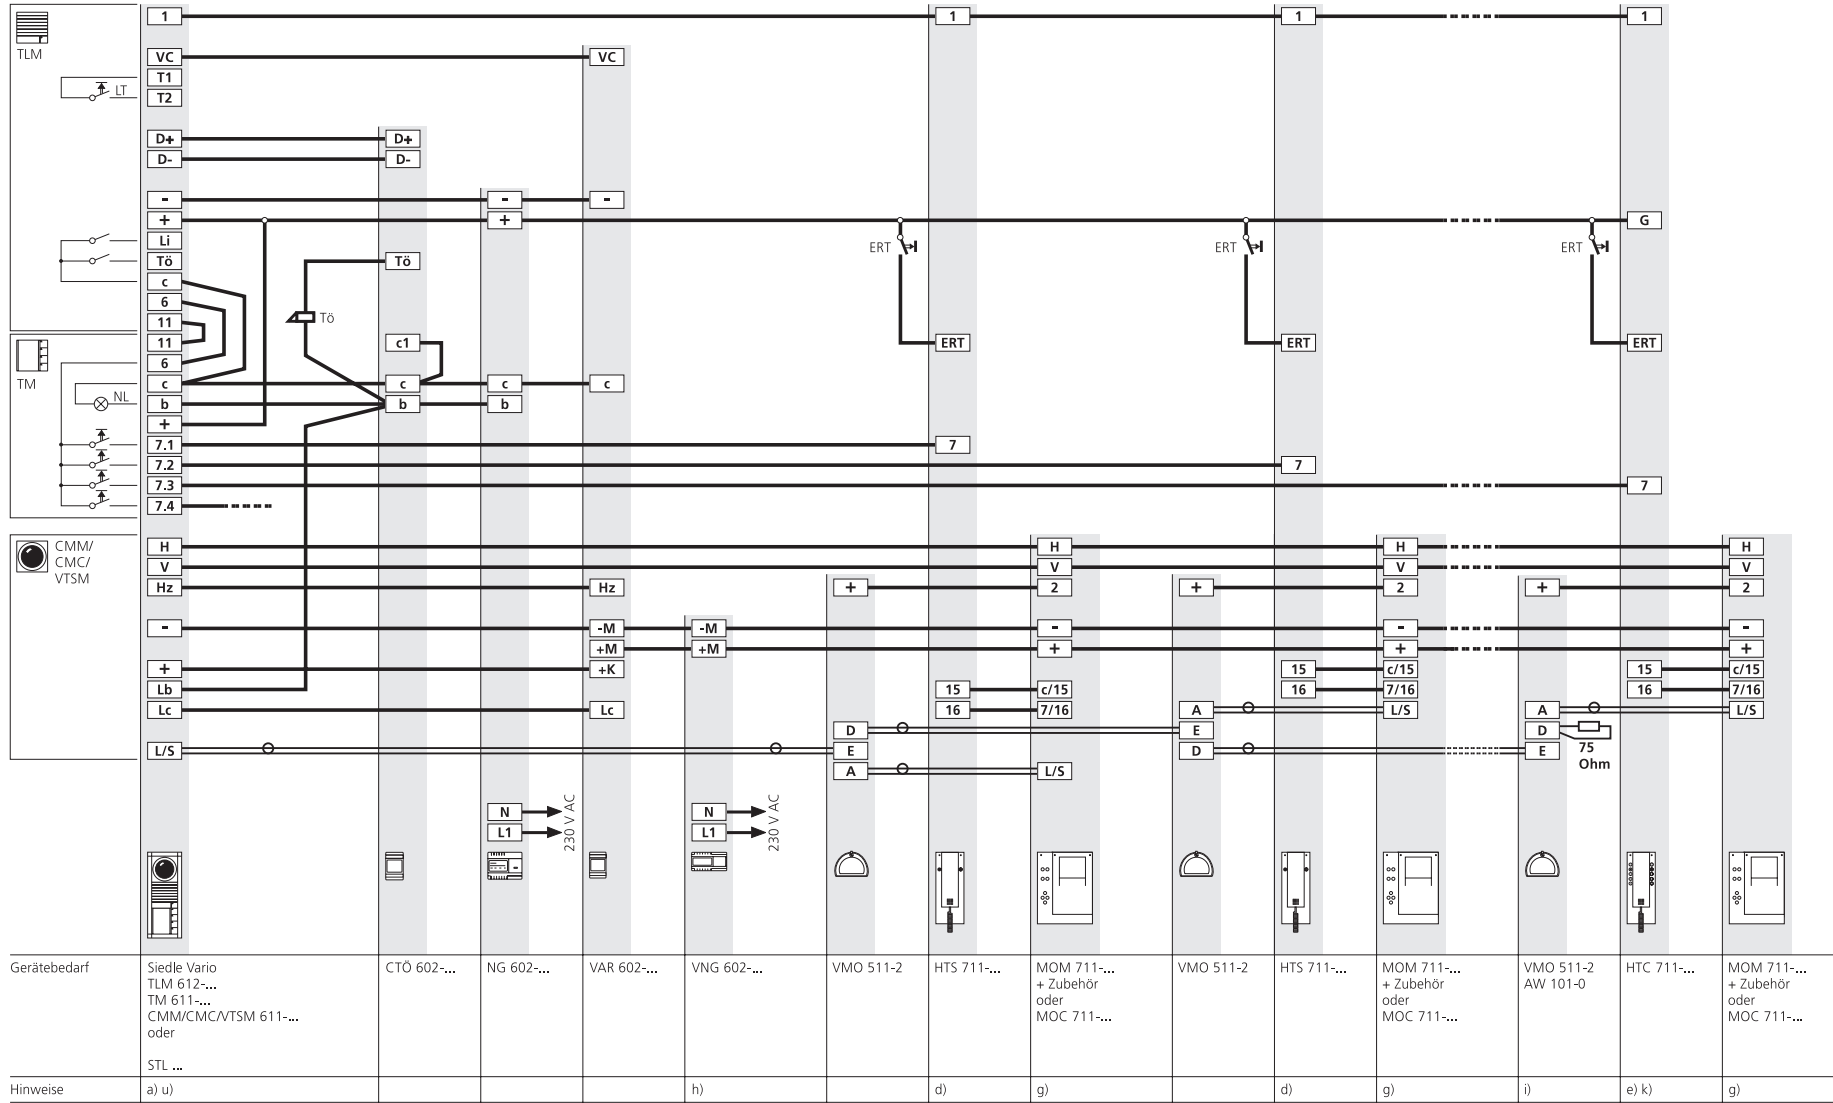 1 1 1 1
TLM
VC VC
T1
LT
T2
D+ D+
D- D-
- - -
+ + G
Li ERT ERT ERT
Tö Tö
c
6
11 Tö
11 c1 ERT ERT ERT
6
TM
c c c c
NL
b b b
+
7.1 7
7.2 7
7.3 7
7.4
CMM/
CMC/
VTSM
H H H H
V V V V
Hz Hz + 2 + 2 + 2
- -M -M - - -
+M +M + + +
+ +K 15 c/15 15 c/15
Lb 15 c/15 16 7/16 16 7/16
Lc Lc 16 7/16 A L/S A L/S
D E D
L/S E D E
75
Ohm
A L/S
N N
L1 L1
230 V AC 230 V AC
Gerätebedarf
Siedle Vario
TLM 612-...
TM 611-...
CMM/CMC/VTSM 611-...
oder
STL ...
CTÖ 602-...
NG 602-...
VAR 602-...
VNG 602-...
VMO 511-2
HTS 711-...
MOM 711-...
+ Zubehör
oder
MOC 711-...
VMO 511-2
HTS 711-...
MOM 711-...
+ Zubehör
oder
MOC 711-...
VMO 511-2
AW 101-0
HTC 711-...
MOM 711-...
+ Zubehör
oder
MOC 711-...
Hinweise a) u) h) d) g) d) g) i) e) k) g)